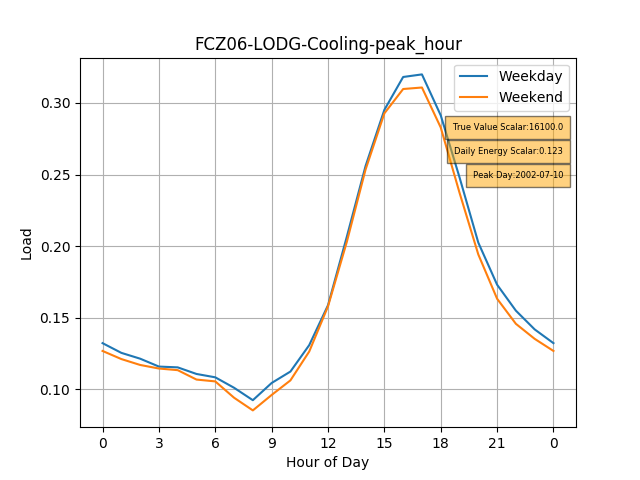 FCZ06-LODG-Cooling-peak_hour
Weekday
Weekend
True Value Scalar:16100.0
Daily Energy Scalar:0.123
Peak Day:2002-07-10
0.30
0.25
0.20
0.15
0.10
Load
0 3 6 9 12 15 18 21 0
Hour of Day